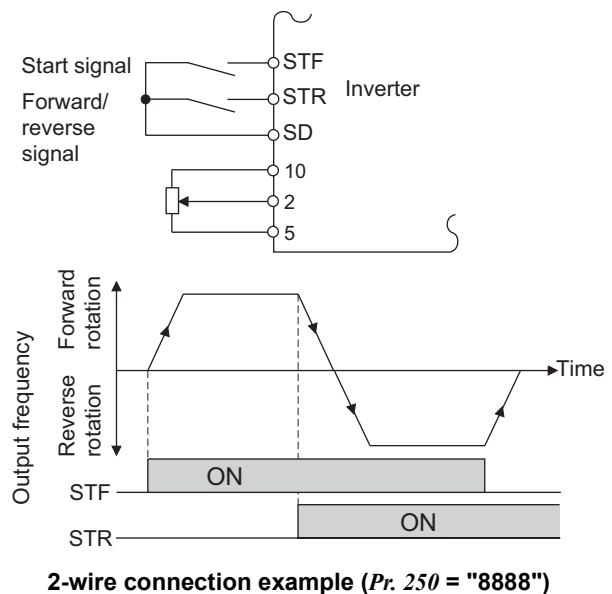 Start signal
STF
Forward/
reverse
signal
STR
Inverter
SD
10
2
5
Output frequency
Forward
rotation
Reverse
rotation
Time
STF
ON
STR
ON
2-wire connection example (Pr. 250 = "8888")